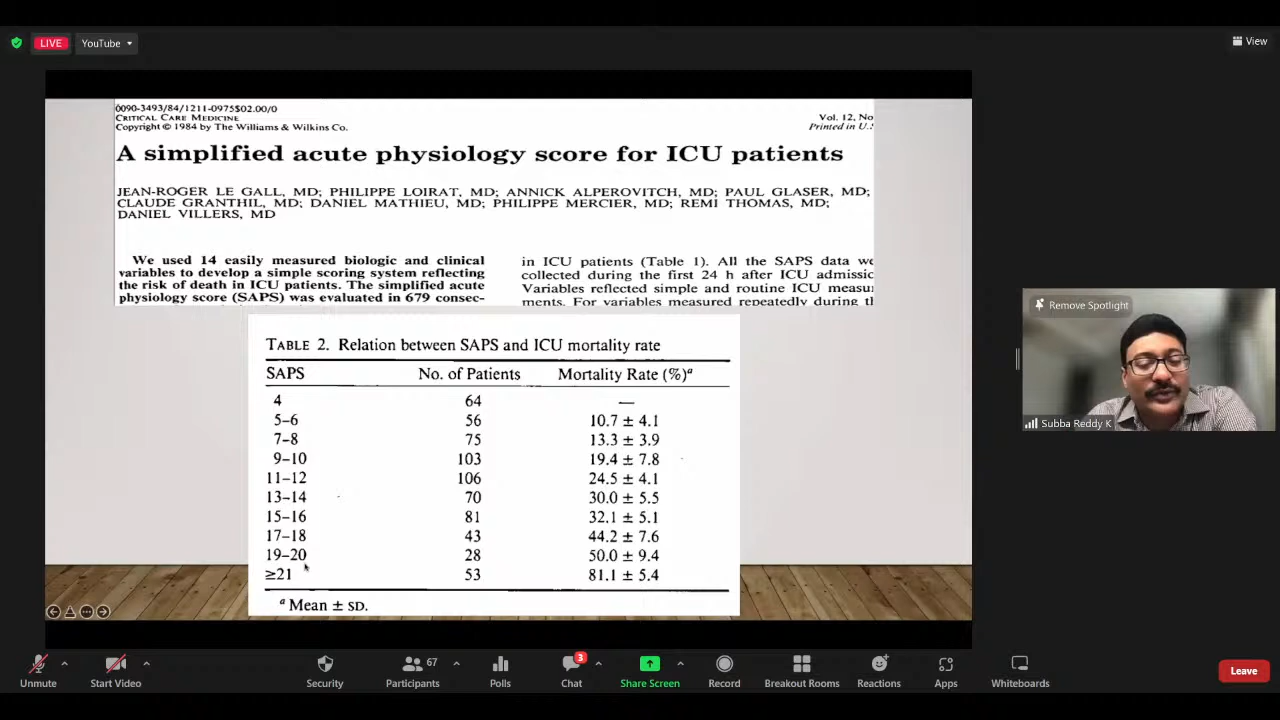 LIVE
YouTube
View
0090-3493/84/1211-0975$02.00/0
CRITICAL CARE MEDICINE
Copyright © 1984 by The Williams & Wilkins Co.
Vol. 12, No
Printed in U.
A simplified acute physiology score for ICU patients
JEAN-ROGER LE GALL, MD; PHILIPPE LOIRAT, MD; ANNICK ALPEROVITCH, MD; PAUL GLASER, MD;
CLAUDE GRANTHIL, MD; DANIEL MATHIEU, MD; PHILIPPE MERCIER, MD; REMI THOMAS, MD;
DANIEL VILLERS, MD
We used 14 easily measured biologic and clinical
variables to develop a simple scoring system reflecting
the risk of death in ICU patients. The simplified acute
physiology score (SAPS) was evaluated in 679 consec-
in ICU patients (Table 1). All the SAPS data we
collected during the first 24 h after ICU admissic
Variables reflected simple and routine ICU measu
ments. For variables measured repeatedly during tl
TABLE 2. Relation between SAPS and ICU mortality rate
SAPS No. of Patients Mortality Rate (%)a
4 64 —
5–6 56 10.7 ± 4.1
7–8 75 13.3 ± 3.9
9–10 103 19.4 ± 7.8
11–12 106 24.5 ± 4.1
13–14 70 30.0 ± 5.5
15–16 81 32.1 ± 5.1
17–18 43 44.2 ± 7.6
19–20 28 50.0 ± 9.4
≥21 53 81.1 ± 5.4
a Mean ± SD.
Remove Spotlight
Subba Reddy K
Unmute
Start Video
Security
67
Participants
Polls
3
Chat
Share Screen
Record
Breakout Rooms
Reactions
Apps
Whiteboards
Leave